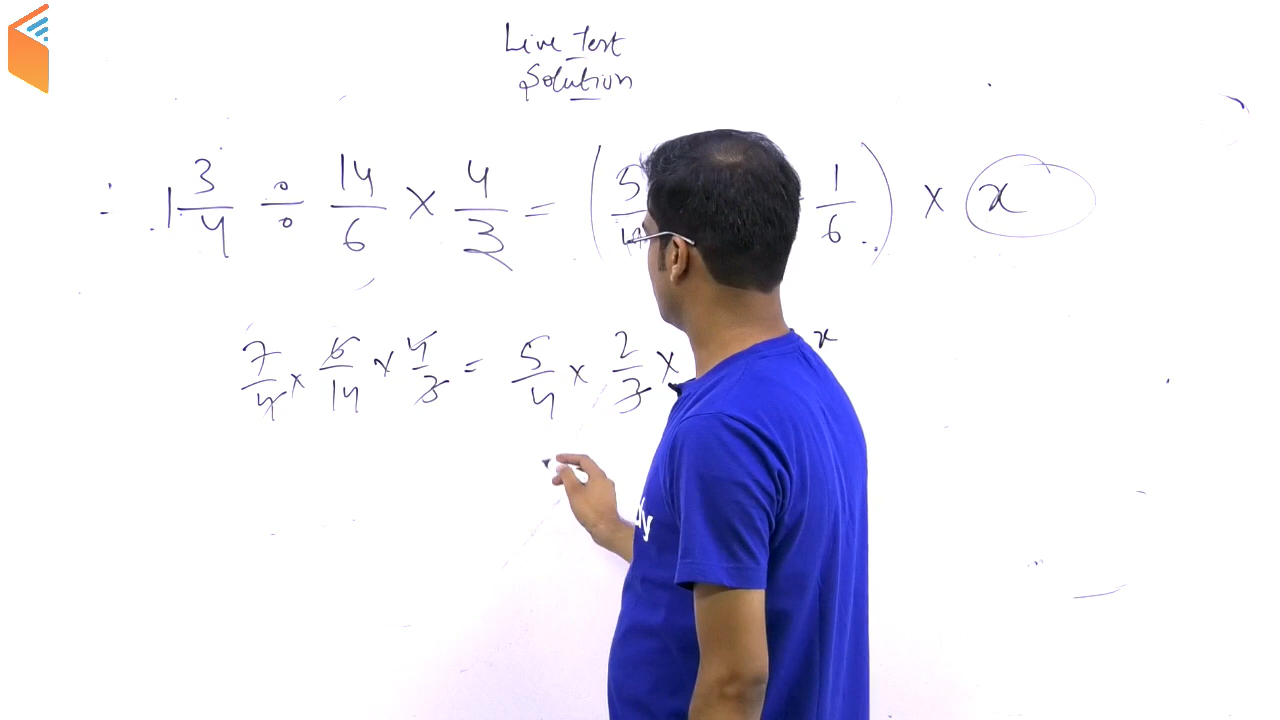 Live Test
Solution
1 3/4 ÷ 14/6 × 4/3 = ( 5/4 1/6 ) × x
7/4 × 6/14 × 4/3 = 5/4 × 2/3 × x